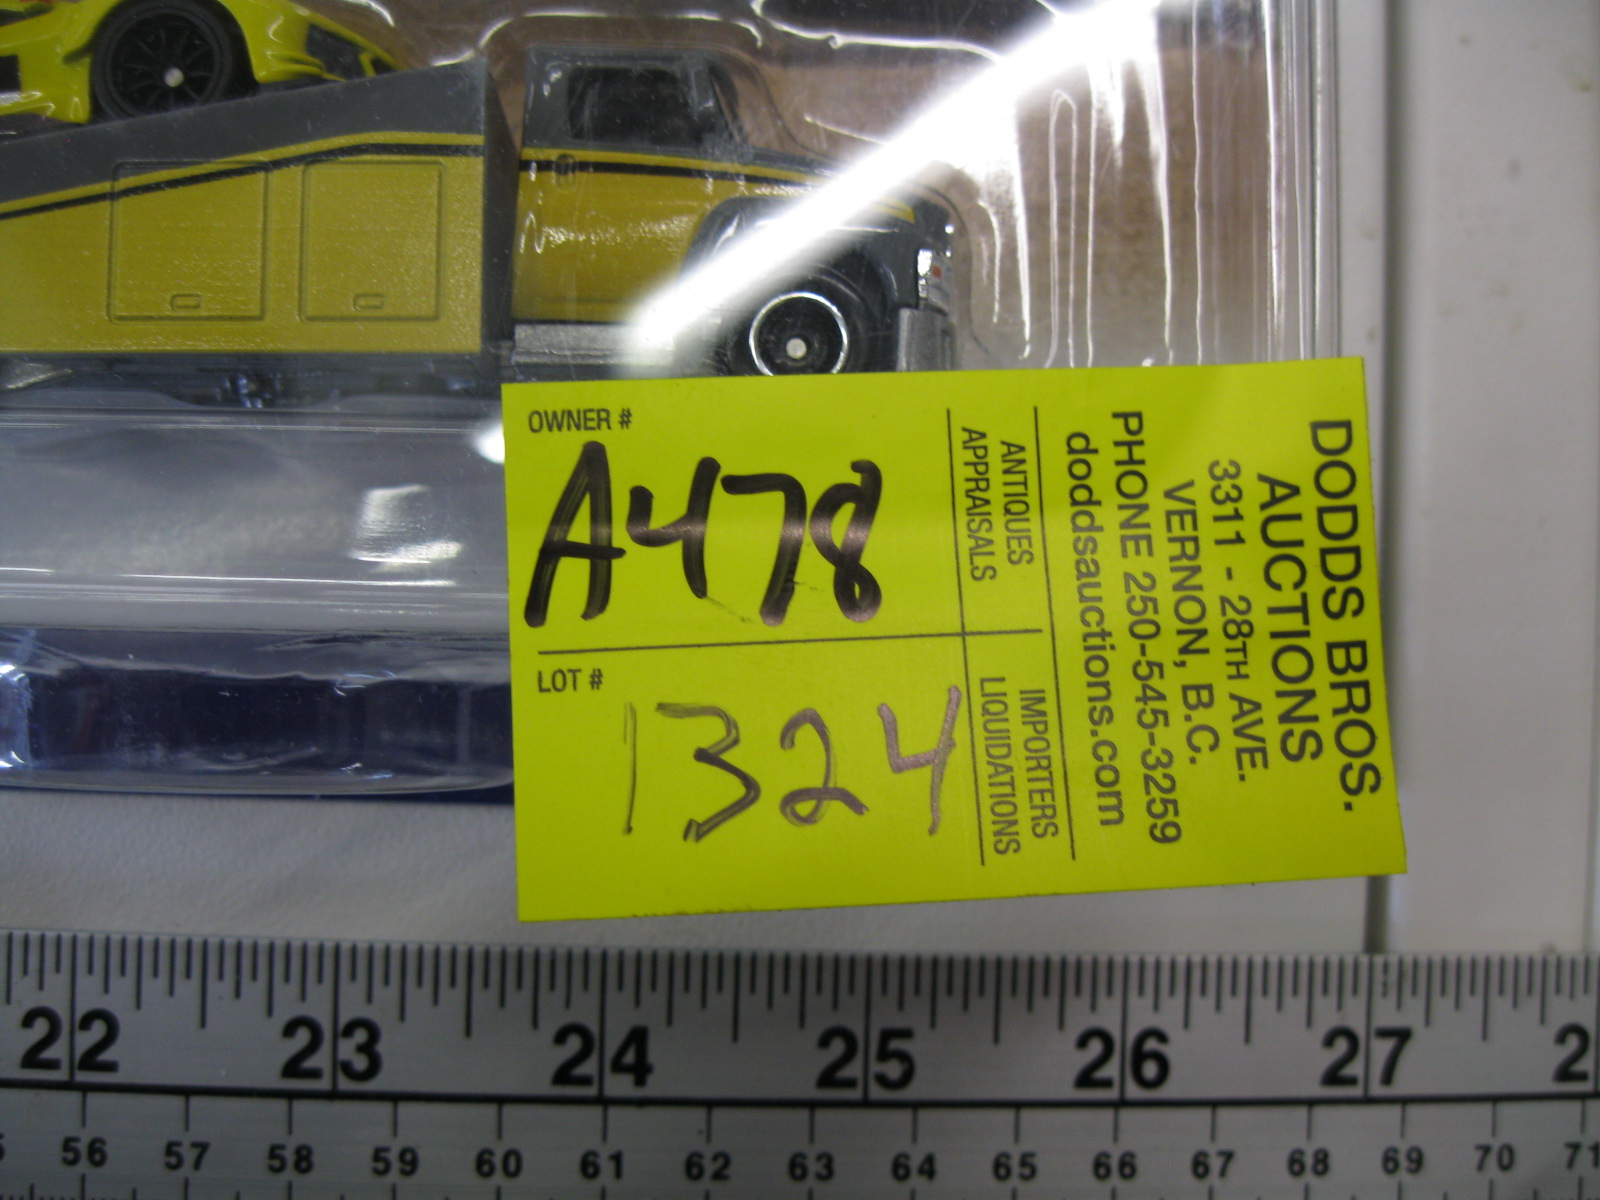 OWNER #
A478
LOT #
1324
ANTIQUES
APPRAISALS
IMPORTERS
LIQUIDATIONS
DODDS BROS.
AUCTIONS
3311 - 28TH AVE.
VERNON, B.C.
PHONE 250-545-3259
doddsauctions.com
22 23 24 25 26 27 2
56 57 58 59 60 61 62 63 64 65 66 67 68 69 70 71